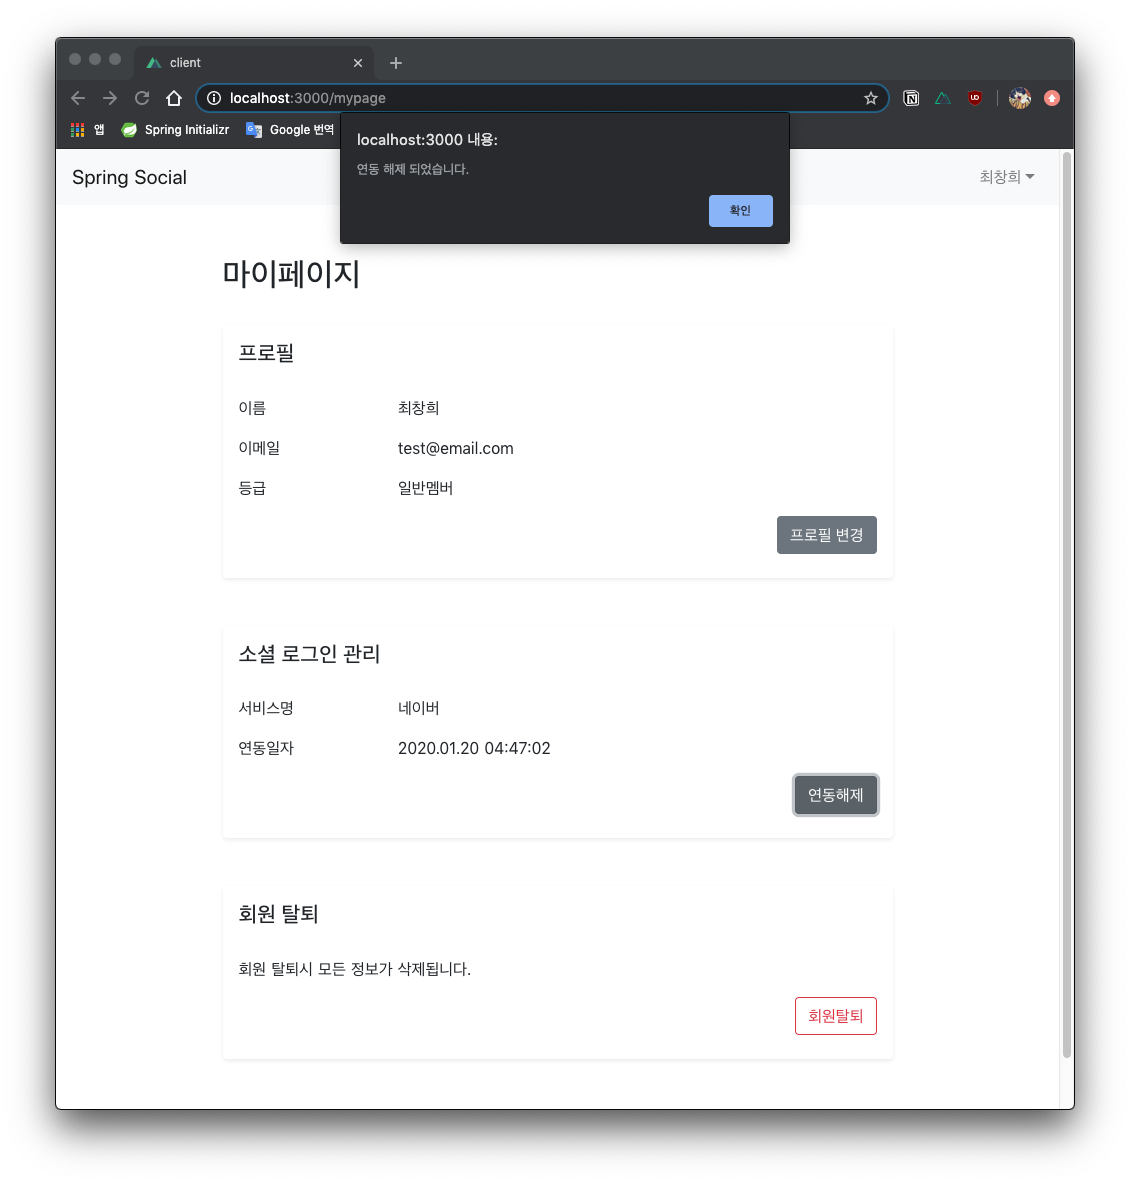 client
localhost:3000/mypage
앱
Spring Initializr
Google 번역
localhost:3000 내용:
연동 해제 되었습니다.
확인
Spring Social
최창희
마이페이지
프로필
이름 최창희
이메일 test@email.com
등급 일반멤버
프로필 변경
소셜 로그인 관리
서비스명 네이버
연동일자 2020.01.20 04:47:02
연동해제
회원 탈퇴
회원 탈퇴시 모든 정보가 삭제됩니다.
회원탈퇴